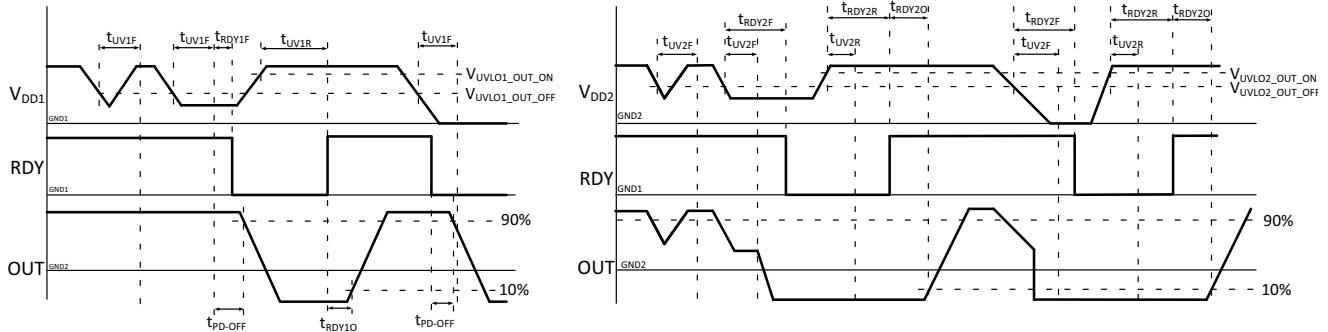 tUV1F
tUV1F
tRDY1F
tUV1R
tUV1F
VDD1
VUVLO1_OUT_ON
VUVLO1_OUT_OFF
GND1
RDY
GND1
90%
OUT
GND2
10%
tPD-OFF
tRDY1O
tPD-OFF
tRDY2R
tRDY2O
tRDY2R
tRDY2O
tRDY2F
tRDY2F
tUV2F
tUV2F
tUV2R
tUV2F
tUV2R
VDD2
VUVLO2_OUT_ON
VUVLO2_OUT_OFF
GND2
RDY
GND1
90%
OUT
GND2
10%